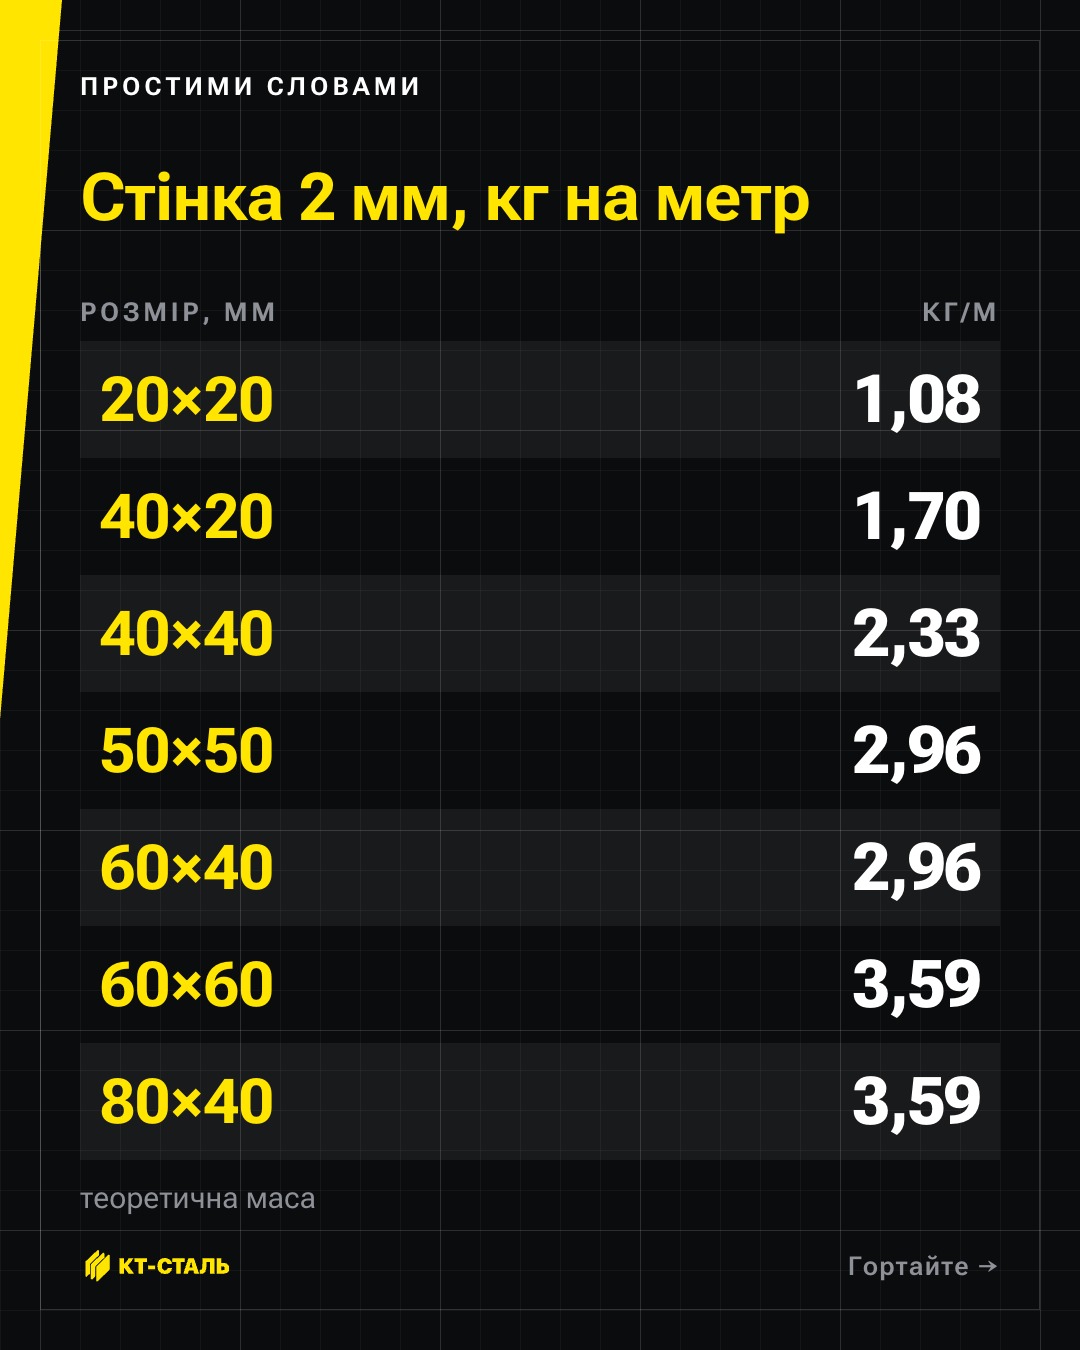 ПРОСТИМИ СЛОВАМИ
Стінка 2 мм, кг на метр
РОЗМІР, ММ КГ/М
20×20 1,08
40×20 1,70
40×40 2,33
50×50 2,96
60×40 2,96
60×60 3,59
80×40 3,59
теоретична маса
КТ-СТАЛЬ Гортайте →